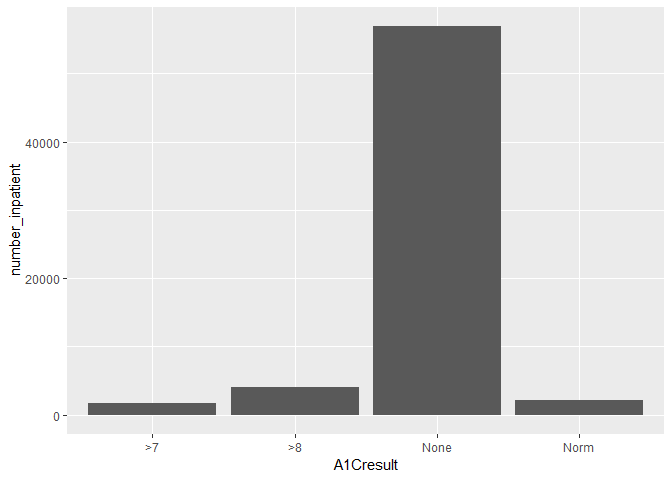 number_inpatient
40000
20000
0
>7
>8
None
Norm
A1Cresult